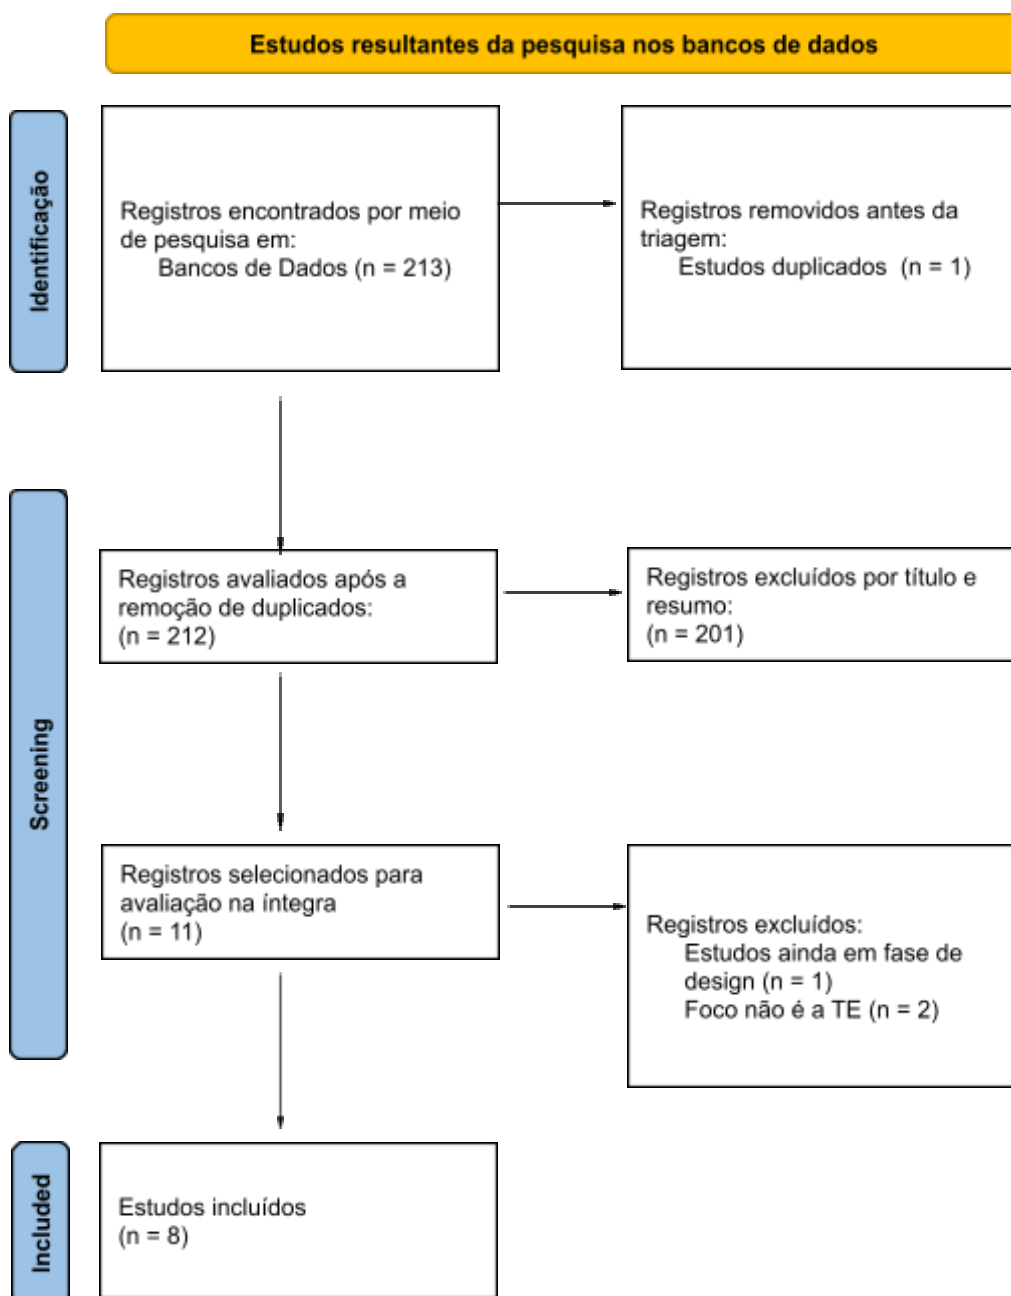 Estudos resultantes da pesquisa nos bancos de dados
Identificação
Registros encontrados por meio
de pesquisa em:
Bancos de Dados (n = 213)
Registros removidos antes da
triagem:
Estudos duplicados  (n = 1)
Screening
Registros avaliados após a
remoção de duplicados:
(n = 212)
Registros excluídos por título e
resumo:
(n = 201)
Registros selecionados para
avaliação na íntegra
(n = 11)
Registros excluídos:
Estudos ainda em fase de
design (n = 1)
Foco não é a TE (n = 2)
Included
Estudos incluídos
(n = 8)